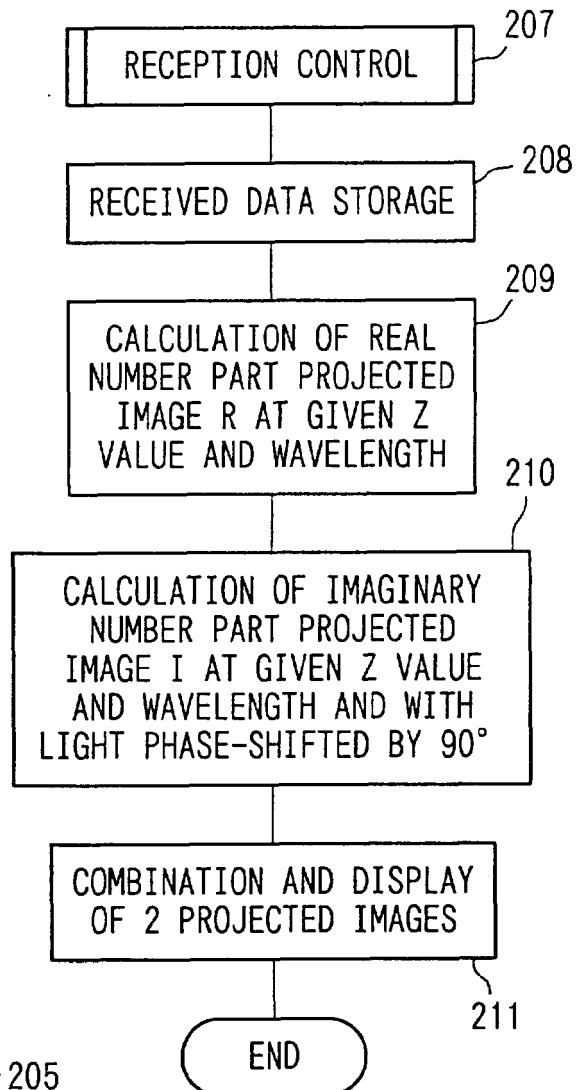 207
RECEPTION CONTROL
208
RECEIVED DATA STORAGE
209
CALCULATION OF REAL
NUMBER PART PROJECTED
IMAGE R AT GIVEN Z
VALUE AND WAVELENGTH
210
CALCULATION OF IMAGINARY
NUMBER PART PROJECTED
IMAGE I AT GIVEN Z VALUE
AND WAVELENGTH AND WITH
LIGHT PHASE-SHIFTED BY 90°
COMBINATION AND DISPLAY
OF 2 PROJECTED IMAGES
211
END
205